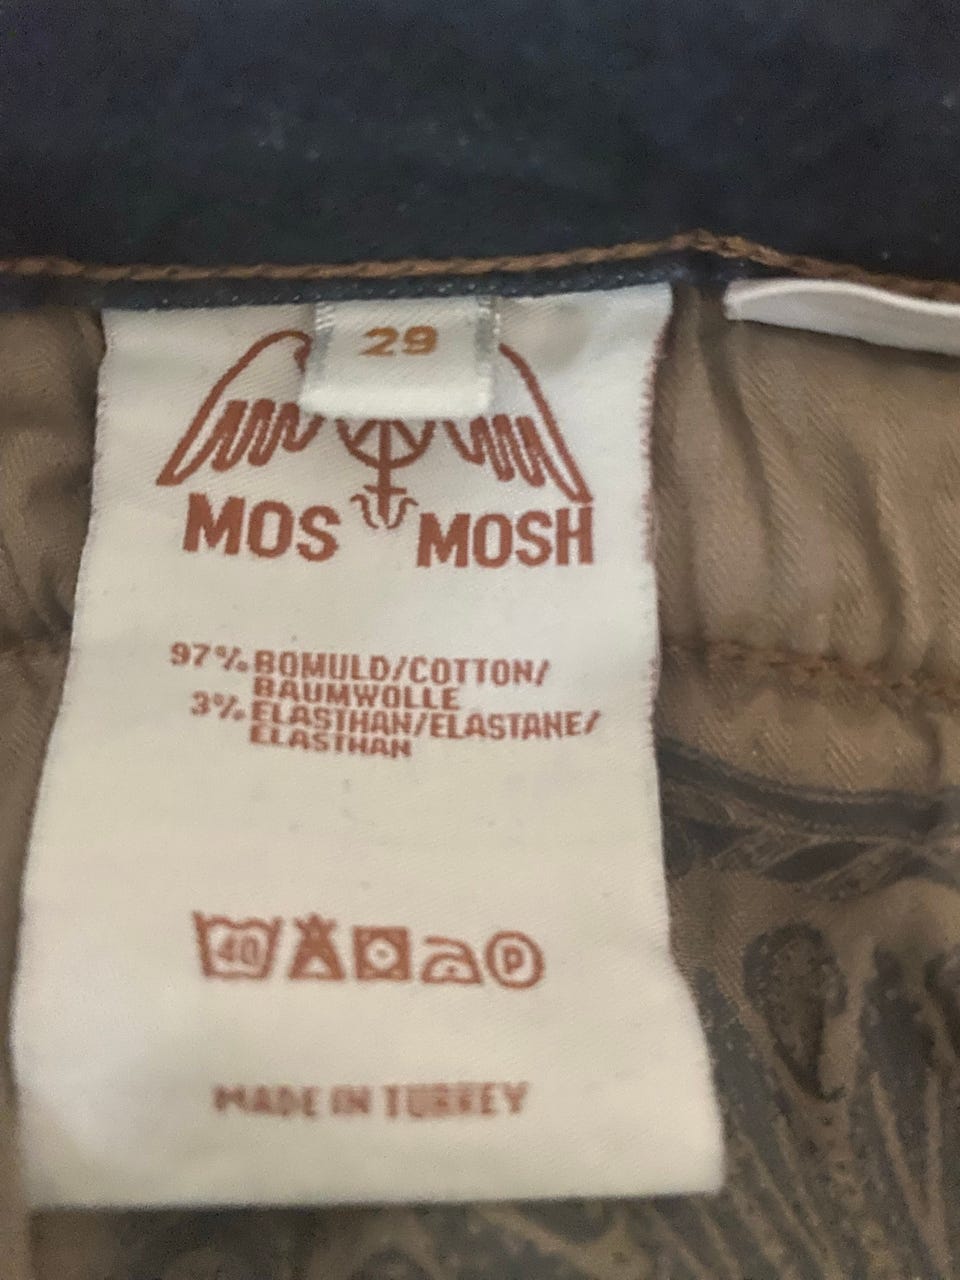 29
MOS MOSH
97% BOMULD/COTTON/
BAUMWOLLE
3% ELASTHAN/ELASTANE/
ELASTHAN
40 P
MADE IN TURKEY